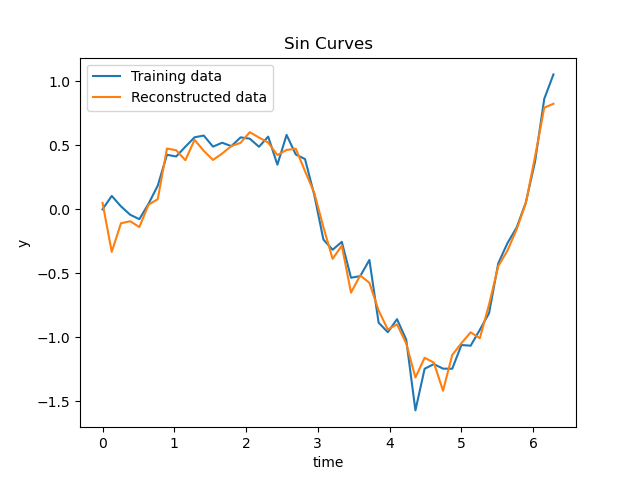 Sin Curves
Training data
Reconstructed data
1.0
0.5
0.0
−0.5
−1.0
−1.5
y
0 1 2 3 4 5 6
time